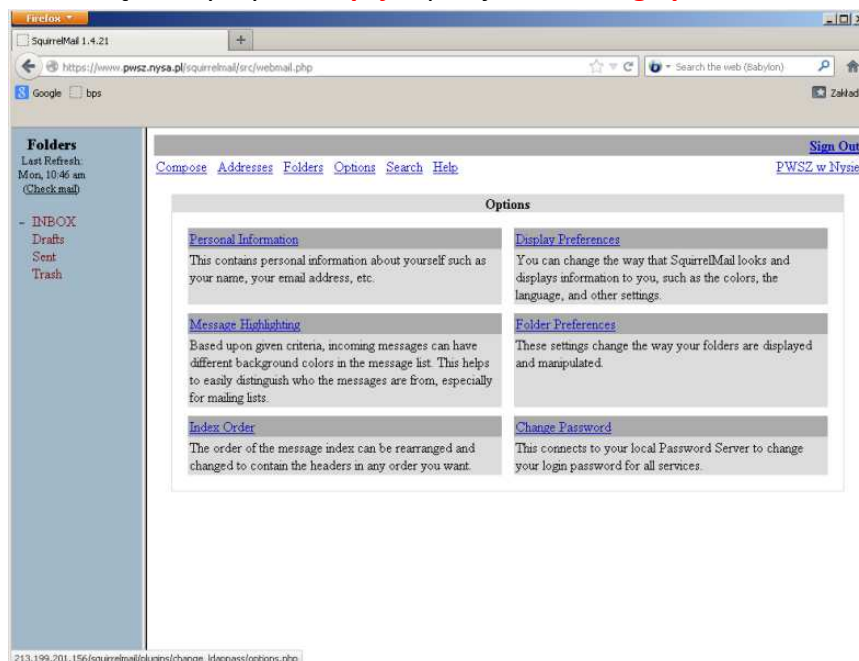 Firefox
SquirrelMail 1.4.21
+
https://www.pwsz.nysa.pl/squirrelmail/src/webmail.php
Search the web (Babylon)
Google bps
Zakład
Folders
Last Refresh:
Mon, 10:46 am
(Check mail)
- INBOX
Drafts
Sent
Trash
Sign Out
Compose Addresses Folders Options Search Help
PWSZ w Nysie
Options
Personal Information
This contains personal information about yourself such as
your name, your email address, etc.
Display Preferences
You can change the way that SquirrelMail looks and
displays information to you, such as the colors, the
language, and other settings.
Message Highlighting
Based upon given criteria, incoming messages can have
different background colors in the message list. This helps
to easily distinguish who the messages are from, especially
for mailing lists.
Folder Preferences
These settings change the way your folders are displayed
and manipulated.
Index Order
The order of the message index can be rearranged and
changed to contain the headers in any order you want.
Change Password
This connects to your local Password Server to change
your login password for all services.
213.199.201.156/squirrelmail/plugins/change_ldappass/options.php